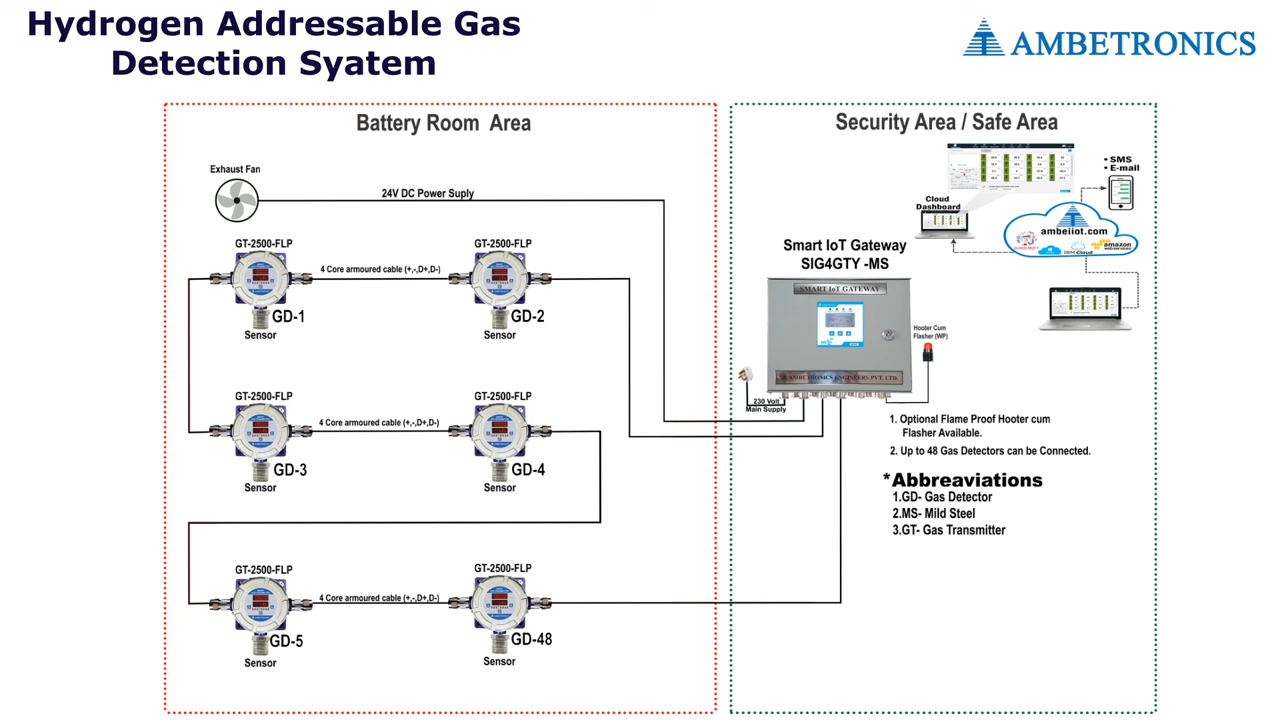 Hydrogen Addressable Gas
Detection Syatem
AMBETRONICS
Battery Room Area
Security Area / Safe Area
Exhaust Fan
24V DC Power Suply
• SMS
• E-mail
Cloud
Dashboard
ambeiiot.com
IBM Cloud
amazon
webservices
GT-2500-FLP
GT-2500-FLP
4 Core armoured cable (+,-,D+,D-)
GD-1
GD-2
Sensor
Sensor
Smart IoT Gateway
SIG4GTY -MS
SMART IoT GATEWAY
Hooter Cum
Flasher (WP)
AMBETRONICS ENGINEERS PVT. LTD.
230 Volt
Main Supply
GT-2500-FLP
GT-2500-FLP
4 Core armoured cable (+,-,D+,D-)
GD-3
GD-4
Sensor
Sensor
1. Optional Flame Proof Hooter cum
Flasher Available.
2. Up to 48 Gas Detectors can be Connected.
*Abbreaviations
1.GD- Gas Detector
2.MS- Mild Steel
3.GT- Gas Transmitter
GT-2500-FLP
GT-2500-FLP
4 Core armoured cable (+,-,D+,D-)
GD-5
GD-48
Sensor
Sensor